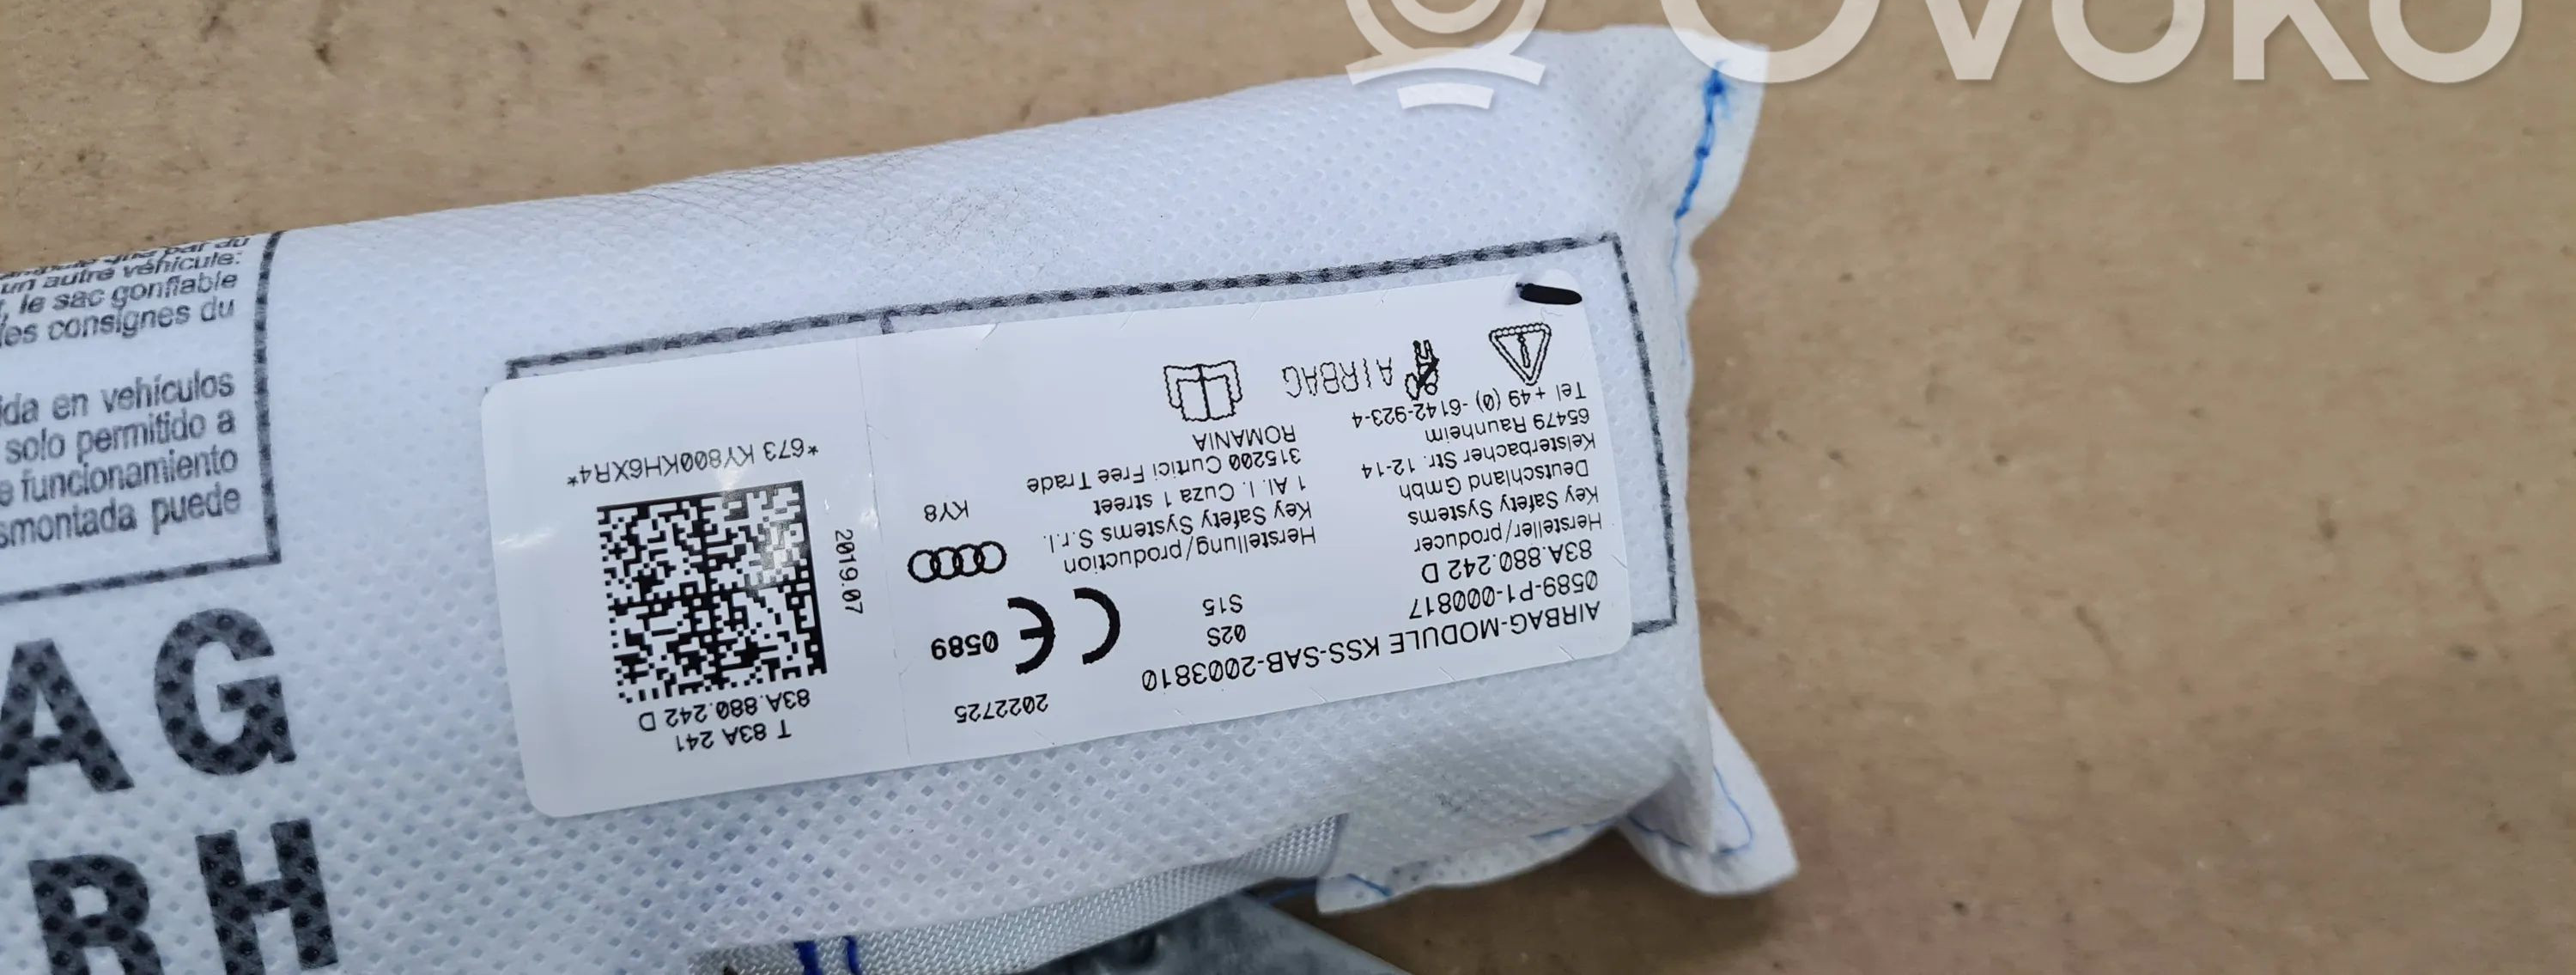 OVOKO
un autre véhicule:
, le sac gonflable
les consignes du
ida en vehículos
solo permitido a
e funcionamiento
smontada puede
AG
RH
AIRBAG-MODULE KSS-SAB-2003810
0589-P1-000817
83A.880.242 D
Hersteller/producer
Key Safety Systems
Deutschland Gmbh
Kelsterbacher Str. 12-14
65479 Raunheim
Tel +49 (0) -6142-923-4
AIRBAG
02S
S15
Herstellung/production
Key Safety Systems S.r.l.
1 Al. I. Cuza 1 street
315200 Curtici Free Trade
ROMANIA
2022725
CE 0589
KY8
2019.07
T 83A 241
83A.880.242 D
*673 KY800KH6XR4*